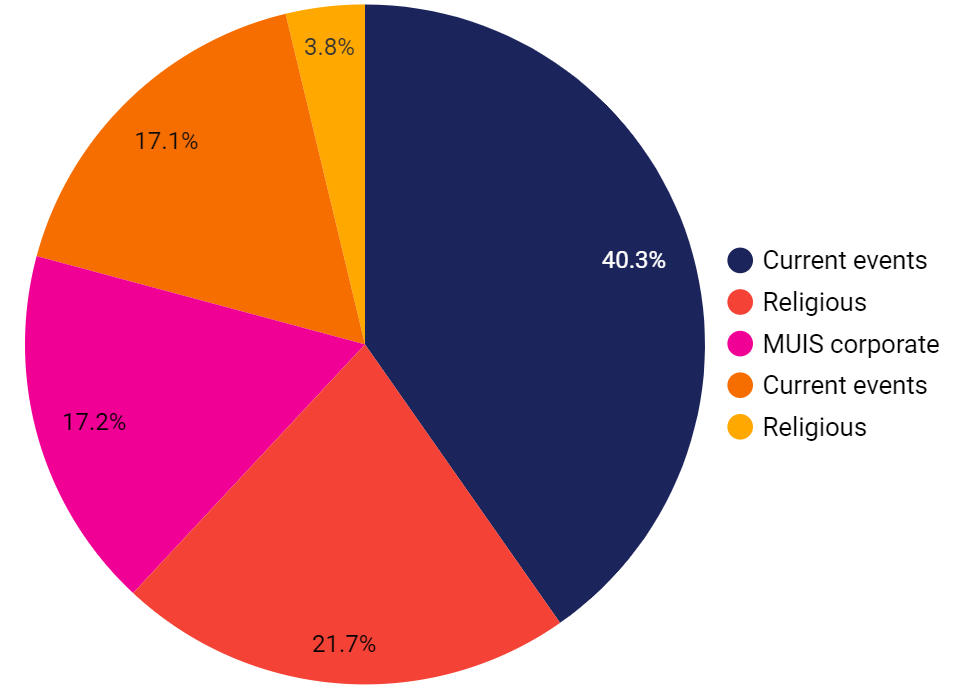 3.8%
17.1%
40.3%
17.2%
21.7%
Current events
Religious
MUIS corporate
Current events
Religious